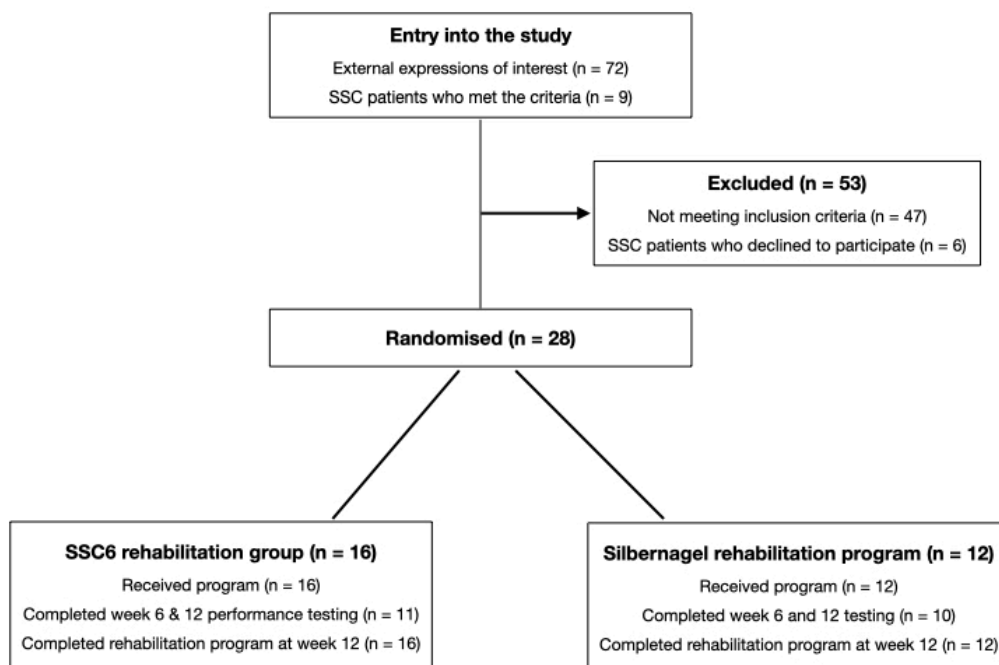 Entry into the study
External expressions of interest (n = 72)
SSC patients who met the criteria (n = 9)
Excluded (n = 53)
Not meeting inclusion criteria (n = 47)
SSC patients who declined to participate (n = 6)
Randomised (n = 28)
SSC6 rehabilitation group (n = 16)
Received program (n = 16)
Completed week 6 & 12 performance testing (n = 11)
Completed rehabilitation program at week 12 (n = 16)
Silbernagel rehabilitation program (n = 12)
Received program (n = 12)
Completed week 6 and 12 testing (n = 10)
Completed rehabilitation program at week 12 (n = 12)